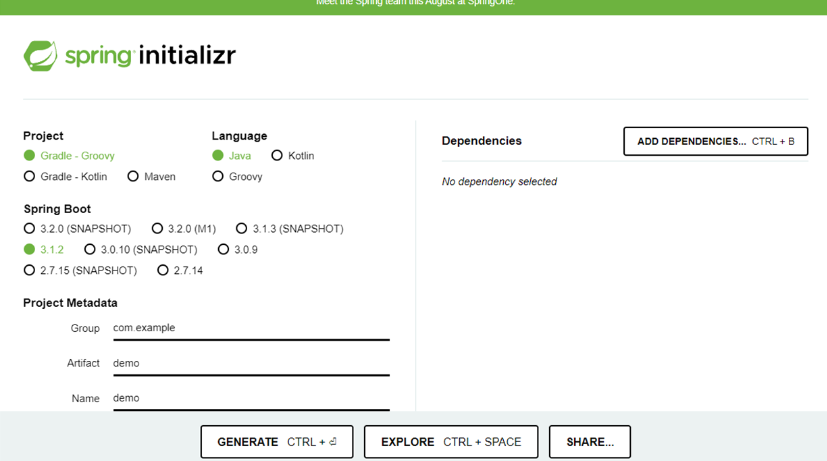 Meet the Spring team this August at SpringOne.
spring initializr
Project
Gradle - Groovy
Gradle - Kotlin Maven
Language
Java Kotlin
Groovy
Spring Boot
3.2.0 (SNAPSHOT) 3.2.0 (M1) 3.1.3 (SNAPSHOT)
3.1.2 3.0.10 (SNAPSHOT) 3.0.9
2.7.15 (SNAPSHOT) 2.7.14
Project Metadata
Group com.example
Artifact demo
Name demo
Dependencies
ADD DEPENDENCIES... CTRL + B
No dependency selected
GENERATE CTRL + ⏎
EXPLORE CTRL + SPACE
SHARE...